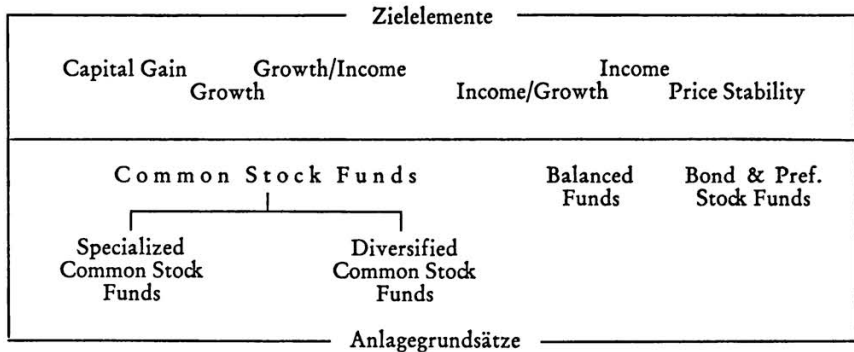 Zielelemente
Capital Gain Growth/Income Income
Growth Income/Growth Price Stability
Common Stock Funds Balanced Bond & Pref.
Funds Stock Funds
Specialized Diversified
Common Stock Common Stock
Funds Funds
Anlagegrundsätze